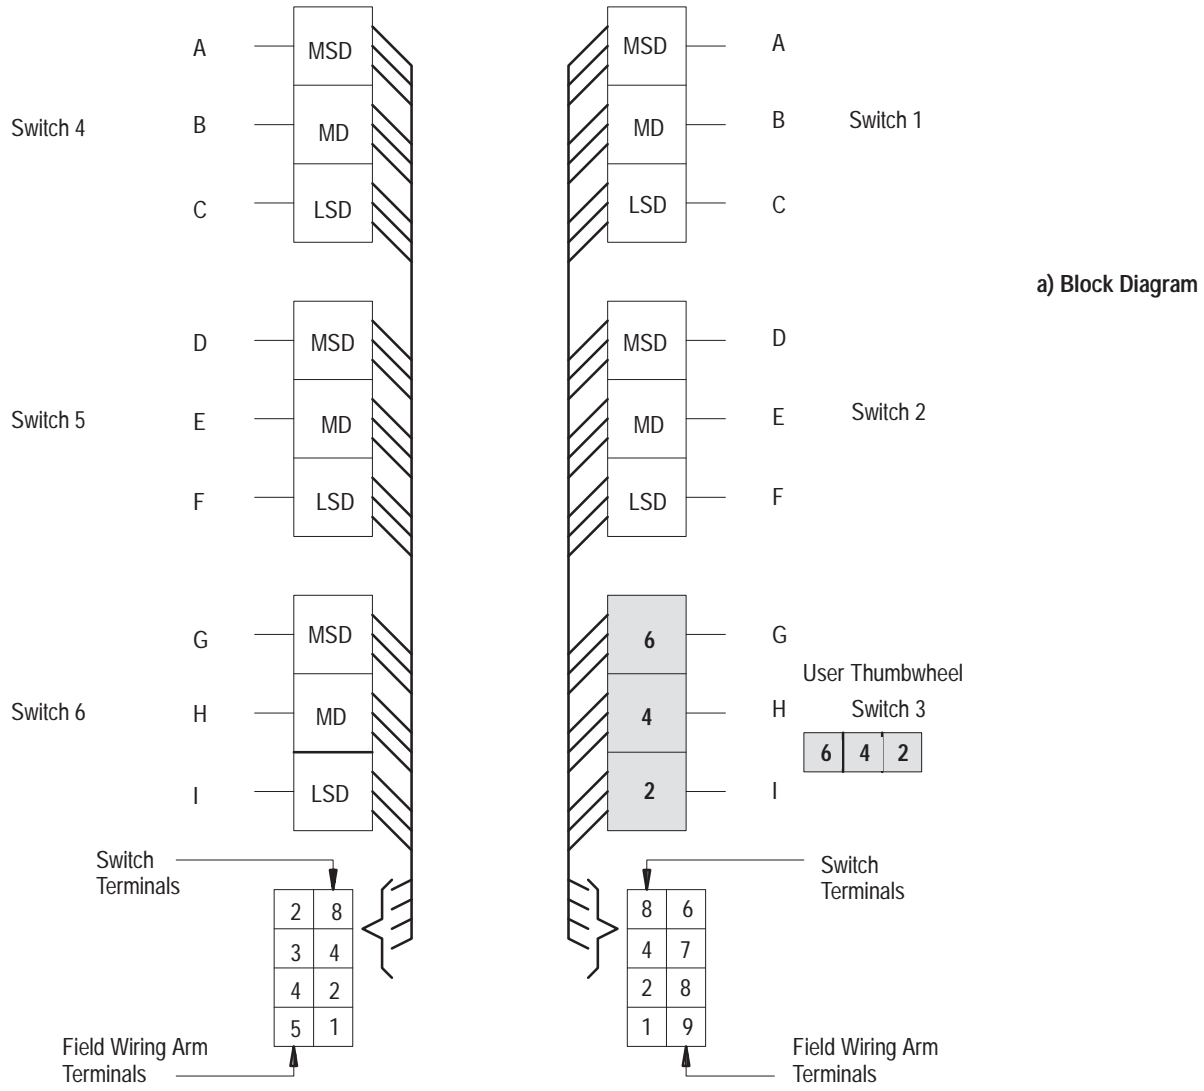 A MSD MSD A
Switch 4 B MD MD B Switch 1
C LSD LSD C
a) Block Diagram
D MSD MSD D
Switch 5 E MD MD E Switch 2
F LSD LSD F
G MSD 6 G
User Thumbwheel
Switch 6 H MD 4 H Switch 3
6 4 2
I LSD 2 I
Switch
Terminals
Switch
Terminals
2 8 8 6
3 4 4 7
4 2 2 8
5 1 1 9
Field Wiring Arm
Terminals
Field Wiring Arm
Terminals